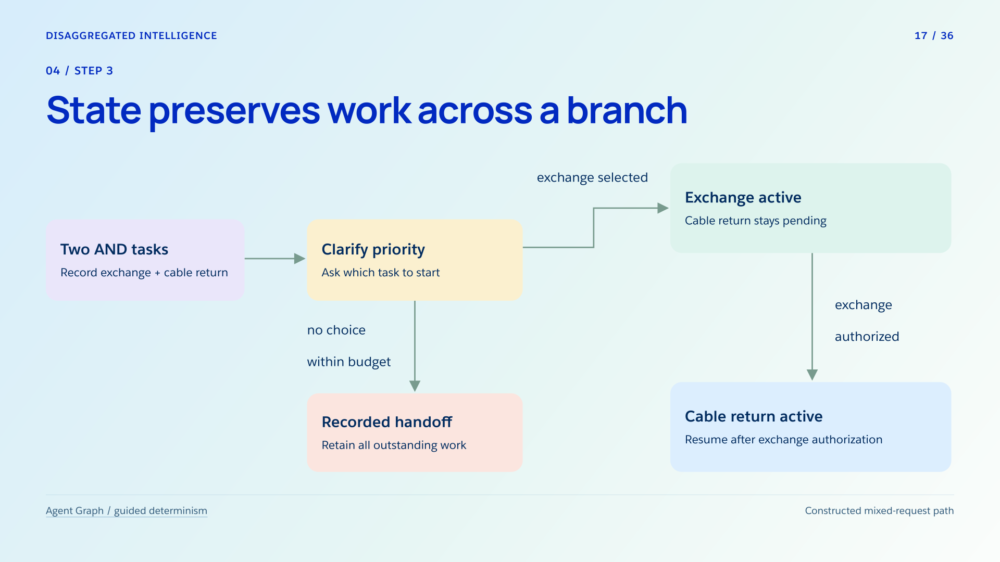 DISAGGREGATED INTELLIGENCE
17 / 36
04 / STEP 3
State preserves work across a branch
exchange selected
Exchange active
Cable return stays pending
Two AND tasks
Record exchange + cable return
Clarify priority
Ask which task to start
no choice
within budget
exchange
authorized
Recorded handoff
Retain all outstanding work
Cable return active
Resume after exchange authorization
Agent Graph / guided determinism
Constructed mixed-request path